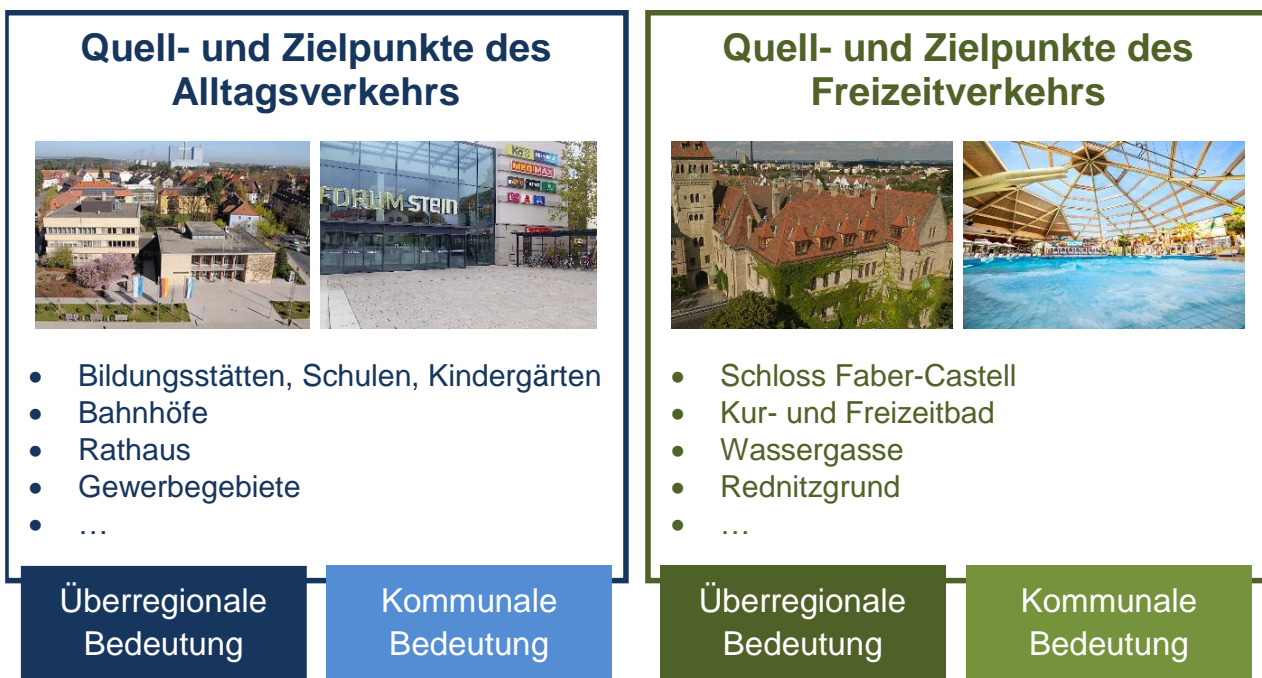 Quell- und Zielpunkte des
Alltagsverkehrs
FORUM STEIN
MEDIMAX
• Bildungsstätten, Schulen, Kindergärten
• Bahnhöfe
• Rathaus
• Gewerbegebiete
• …
Überregionale
Bedeutung
Kommunale
Bedeutung
Quell- und Zielpunkte des
Freizeitverkehrs
• Schloss Faber-Castell
• Kur- und Freizeitbad
• Wassergasse
• Rednitzgrund
• …
Überregionale
Bedeutung
Kommunale
Bedeutung